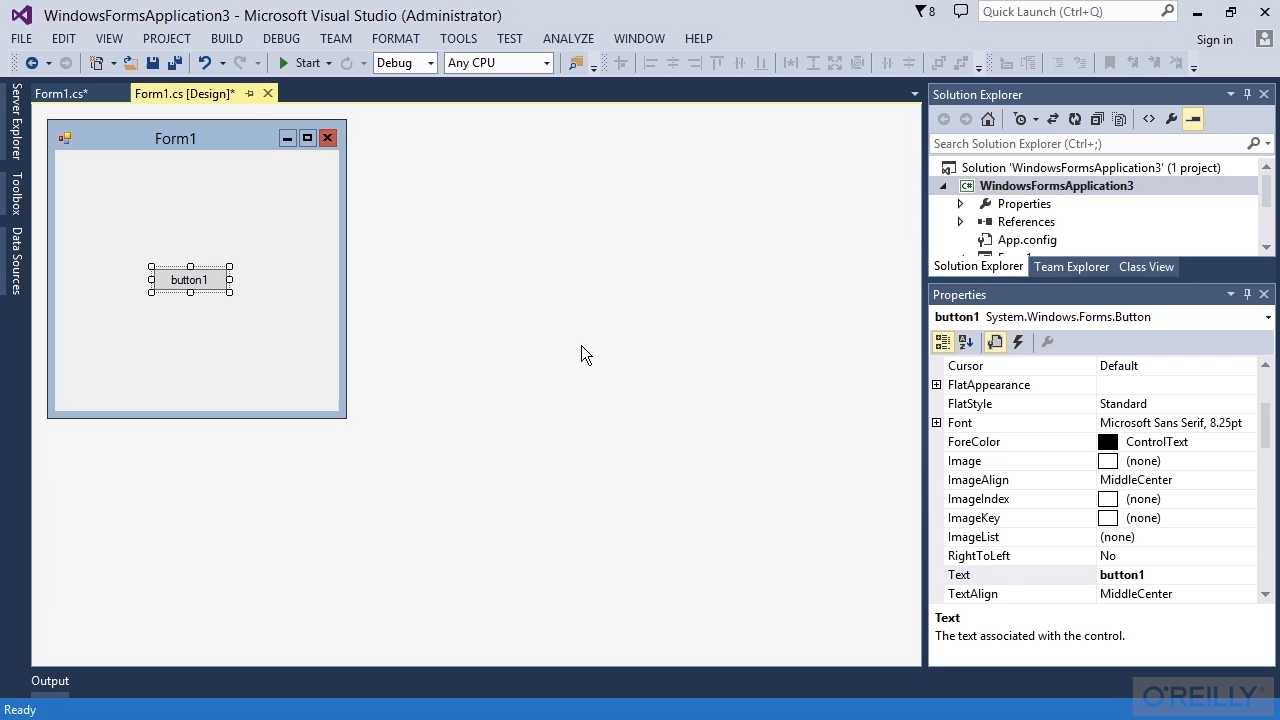 WindowsFormsApplication3 - Microsoft Visual Studio (Administrator)
8
Quick Launch (Ctrl+Q)
FILE EDIT VIEW PROJECT BUILD DEBUG TEAM FORMAT TOOLS TEST ANALYZE WINDOW HELP
Sign in
Start Debug Any CPU
Server Explorer
Toolbox
Data Sources
Form1.cs*
Form1.cs [Design]*
Form1
button1
Solution Explorer
Search Solution Explorer (Ctrl+;)
Solution 'WindowsFormsApplication3' (1 project)
C# WindowsFormsApplication3
Properties
References
App.config
Solution Explorer Team Explorer Class View
Properties
button1 System.Windows.Forms.Button
Cursor Default
FlatAppearance
FlatStyle Standard
Font Microsoft Sans Serif, 8.25pt
ForeColor ControlText
Image (none)
ImageAlign MiddleCenter
ImageIndex (none)
ImageKey (none)
ImageList (none)
RightToLeft No
Text button1
TextAlign MiddleCenter
Text
The text associated with the control.
Output
Ready
O'REILLY